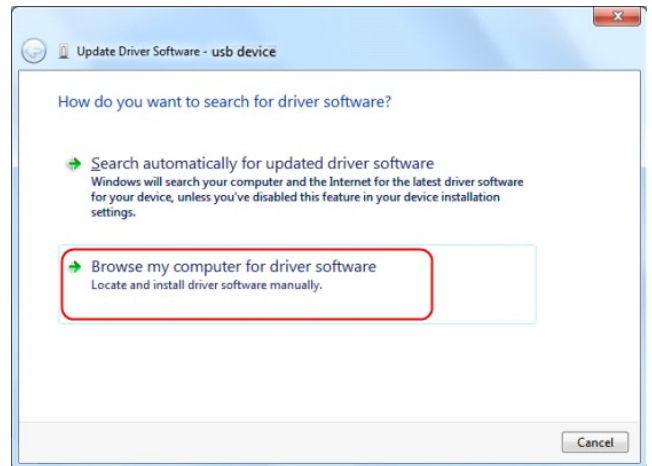 Update Driver Software - usb device
How do you want to search for driver software?
Search automatically for updated driver software
Windows will search your computer and the Internet for the latest driver software
for your device, unless you've disabled this feature in your device installation
settings.
Browse my computer for driver software
Locate and install driver software manually.
Cancel